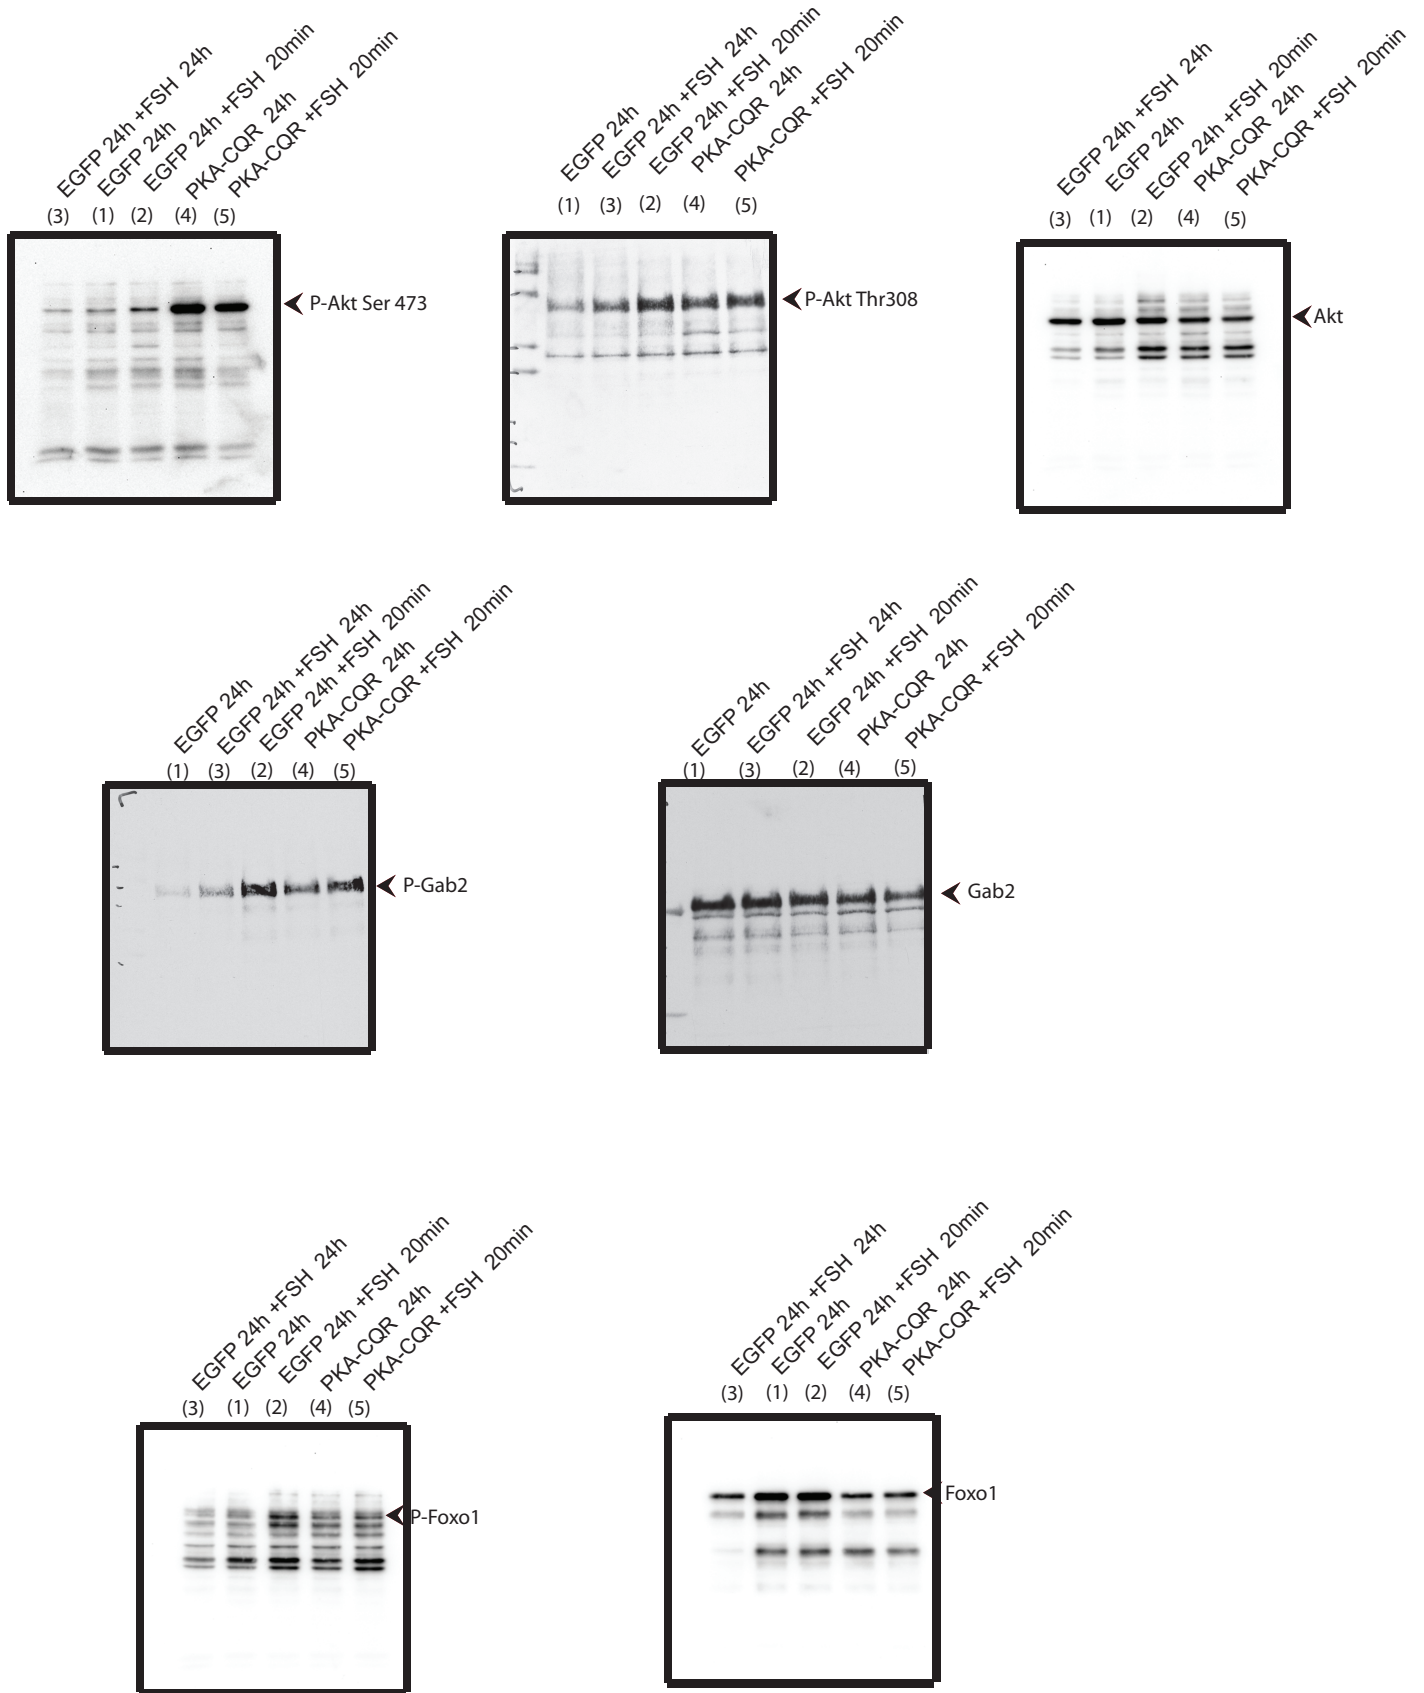 EGFP 24h +FSH 24h
EGFP 24h
EGFP 24h +FSH 20min
PKA-CQR 24h
PKA-CQR +FSH 20min
(3) (1) (2) (4) (5)
P-Akt Ser 473
EGFP 24h
EGFP 24h +FSH 24h
EGFP 24h +FSH 20min
PKA-CQR 24h
PKA-CQR +FSH 20min
(1) (3) (2) (4) (5)
P-Akt Thr308
EGFP 24h +FSH 24h
EGFP 24h
EGFP 24h +FSH 20min
PKA-CQR 24h
PKA-CQR +FSH 20min
(3) (1) (2) (4) (5)
Akt
EGFP 24h
EGFP 24h +FSH 24h
EGFP 24h +FSH 20min
PKA-CQR 24h
PKA-CQR +FSH 20min
(1) (3) (2) (4) (5)
P-Gab2
EGFP 24h
EGFP 24h +FSH 24h
EGFP 24h +FSH 20min
PKA-CQR 24h
PKA-CQR +FSH 20min
(1) (3) (2) (4) (5)
Gab2
EGFP 24h +FSH 24h
EGFP 24h
EGFP 24h +FSH 20min
PKA-CQR 24h
PKA-CQR +FSH 20min
(3) (1) (2) (4) (5)
P-Foxo1
EGFP 24h +FSH 24h
EGFP 24h
EGFP 24h +FSH 20min
PKA-CQR 24h
PKA-CQR +FSH 20min
(3) (1) (2) (4) (5)
Foxo1